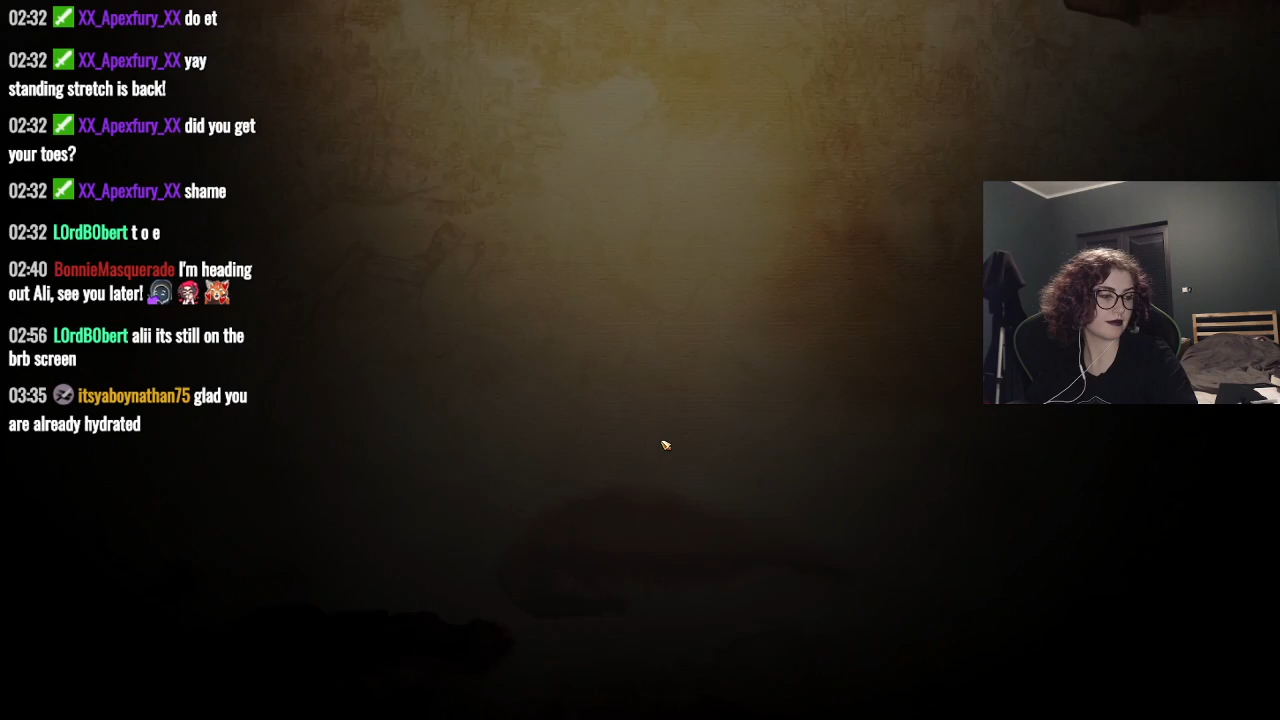 02:32 XX_Apexfury_XX do et
02:32 XX_Apexfury_XX yay
standing stretch is back!
02:32 XX_Apexfury_XX did you get
your toes?
02:32 XX_Apexfury_XX shame
02:32 L0rdB0bert t o e
02:40 BonnieMasquerade I'm heading
out Ali, see you later!
02:56 L0rdB0bert alii its still on the
brb screen
03:35 itsyaboynathan75 glad you
are already hydrated